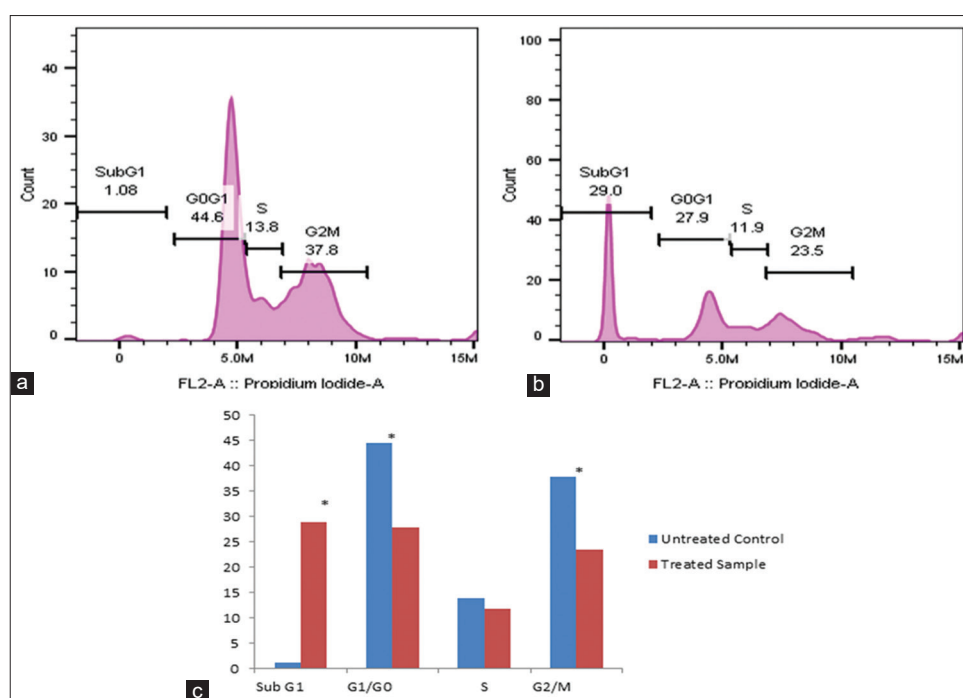 40
30
20
10
0
Count
SubG1
1.08
G0G1
44.6
S
13.8
G2M
37.8
0
5.0M
10M
15M
FL2-A :: Propidium Iodide-A
a
100
80
60
40
20
0
Count
SubG1
29.0
G0G1
27.9
S
11.9
G2M
23.5
0
5.0M
10M
15M
FL2-A :: Propidium Iodide-A
b
50
45
40
35
30
25
20
15
10
5
0
*
*
*
Sub G1
G1/G0
S
G2/M
Untreated Control
Treated Sample
c